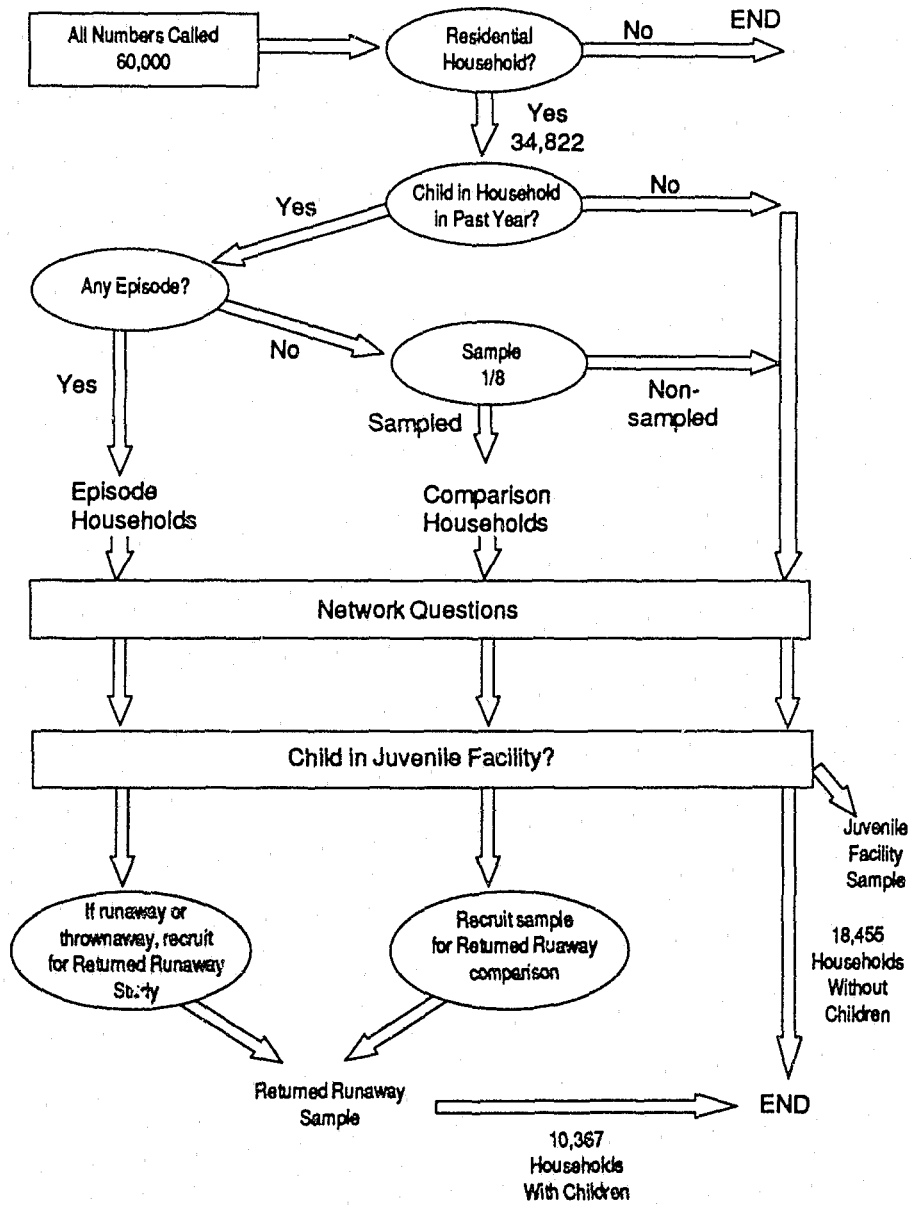 All Numbers Called
60,000
Residential
Household?
No
END
Yes
34,822
Child in Household
in Past Year?
No
Yes
Any Episode?
No
Sample
1/8
Yes
Sampled
Non-
sampled
Episode
Households
Comparison
Households
Network Questions
Child in Juvenile Facility?
Juvenile
Facility
Sample
If runaway or
thrownaway, recruit
for Returned Runaway
Study
Recruit sample
for Returned Ruaway
comparison
18,455
Households
Without
Children
Returned Runaway
Sample
END
10,367
Households
With Children